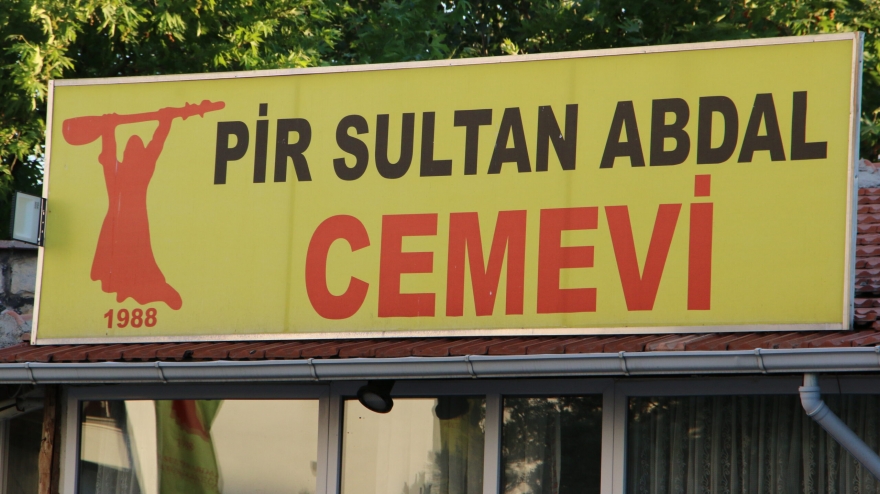 PİR SULTAN ABDAL
CEMEVİ
1988